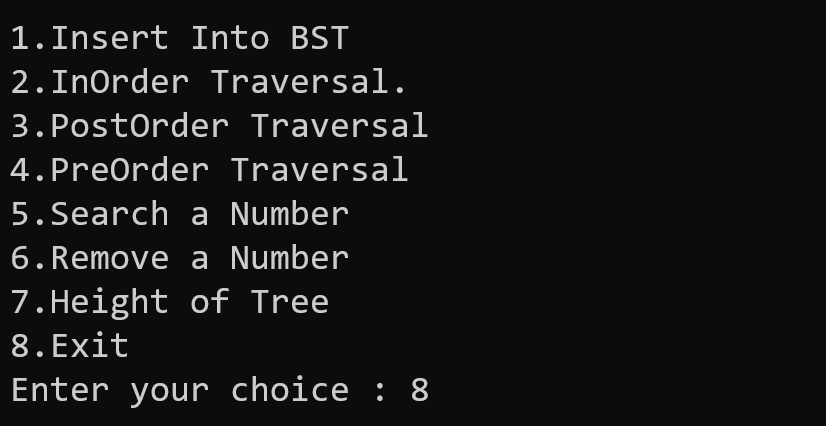 1.Insert Into BST
2.InOrder Traversal.
3.PostOrder Traversal
4.PreOrder Traversal
5.Search a Number
6.Remove a Number
7.Height of Tree
8.Exit
Enter your choice : 8